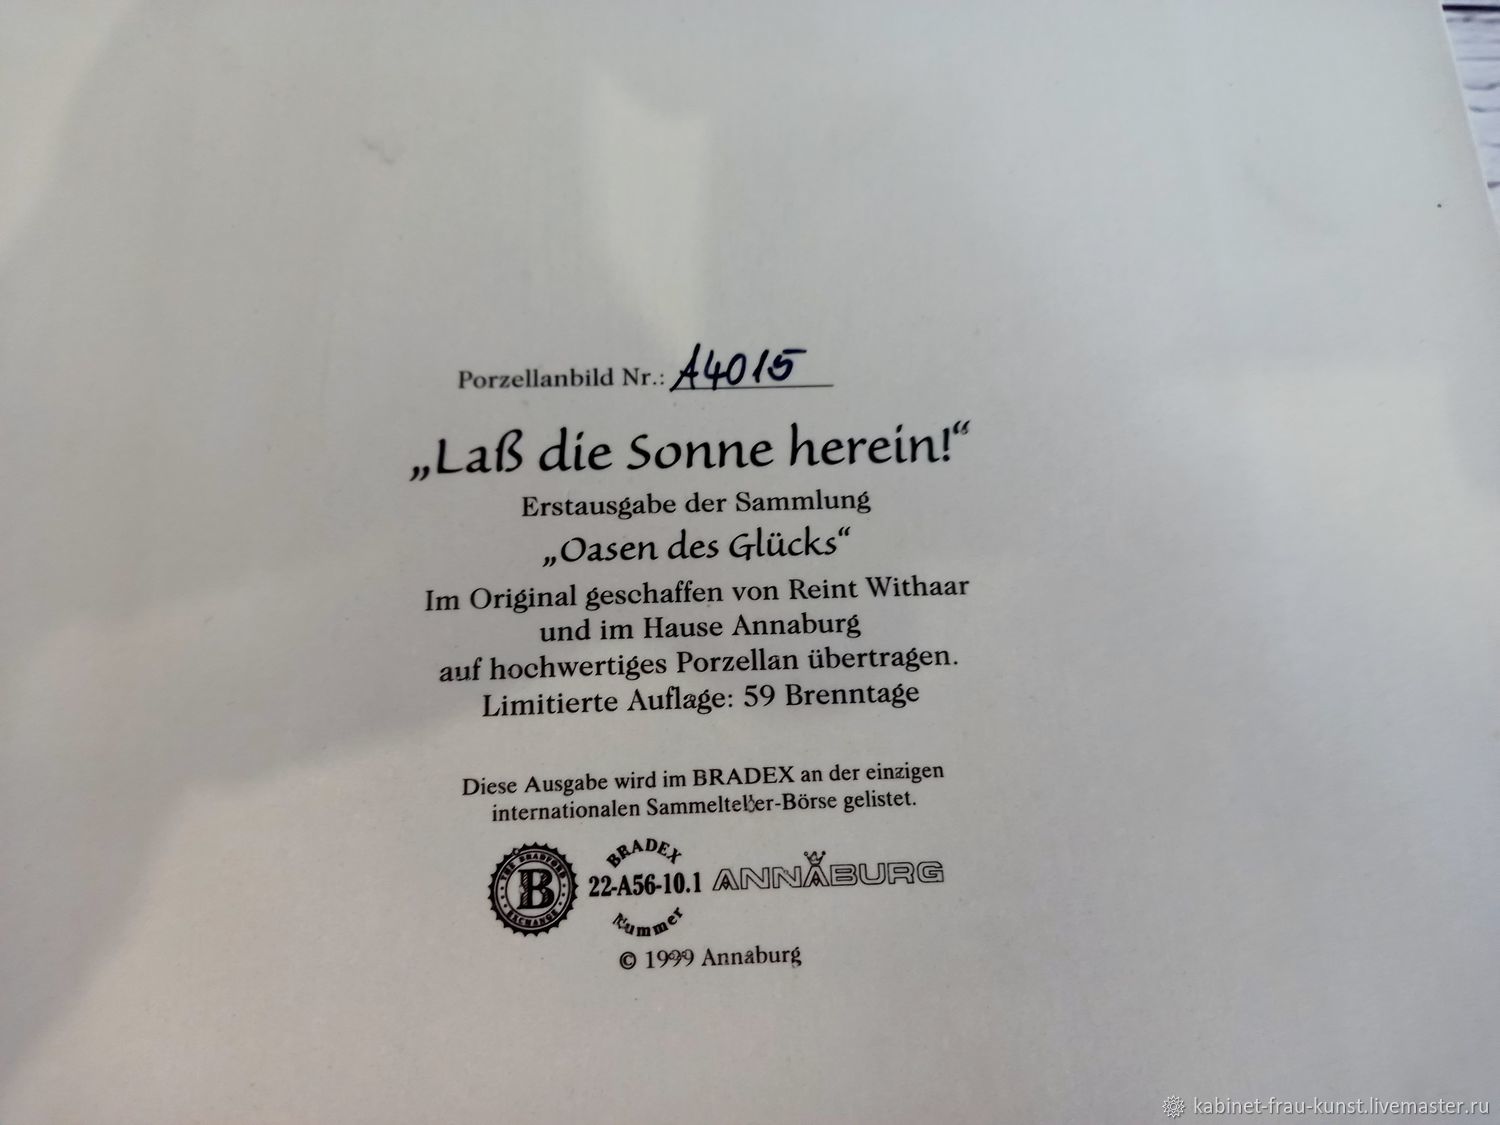 Porzellanbild Nr.: A4015
„Laß die Sonne herein!“
Erstausgabe der Sammlung
„Oasen des Glücks“
Im Original geschaffen von Reint Withaar
und im Hause Annaburg
auf hochwertiges Porzellan übertragen.
Limitierte Auflage: 59 Brenntage
Diese Ausgabe wird im BRADEX an der einzigen
internationalen Sammelteller-Börse gelistet.
THE BRADFORD EXCHANGE
B
BRADEX
22-A56-10.1
Nummer
ANNABURG
© 1999 Annaburg
kabinet-frau-kunst.livemaster.ru